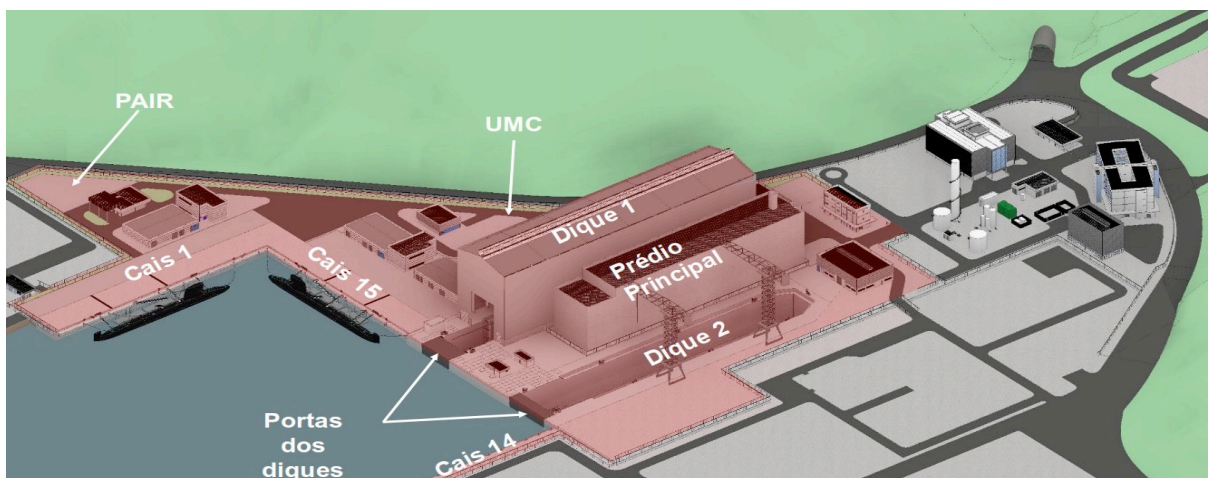 PAIR
UMC
Dique 1
Prédio
Principal
Cais 1
Cais 15
Dique 2
Portas
dos
diques
Cais 14